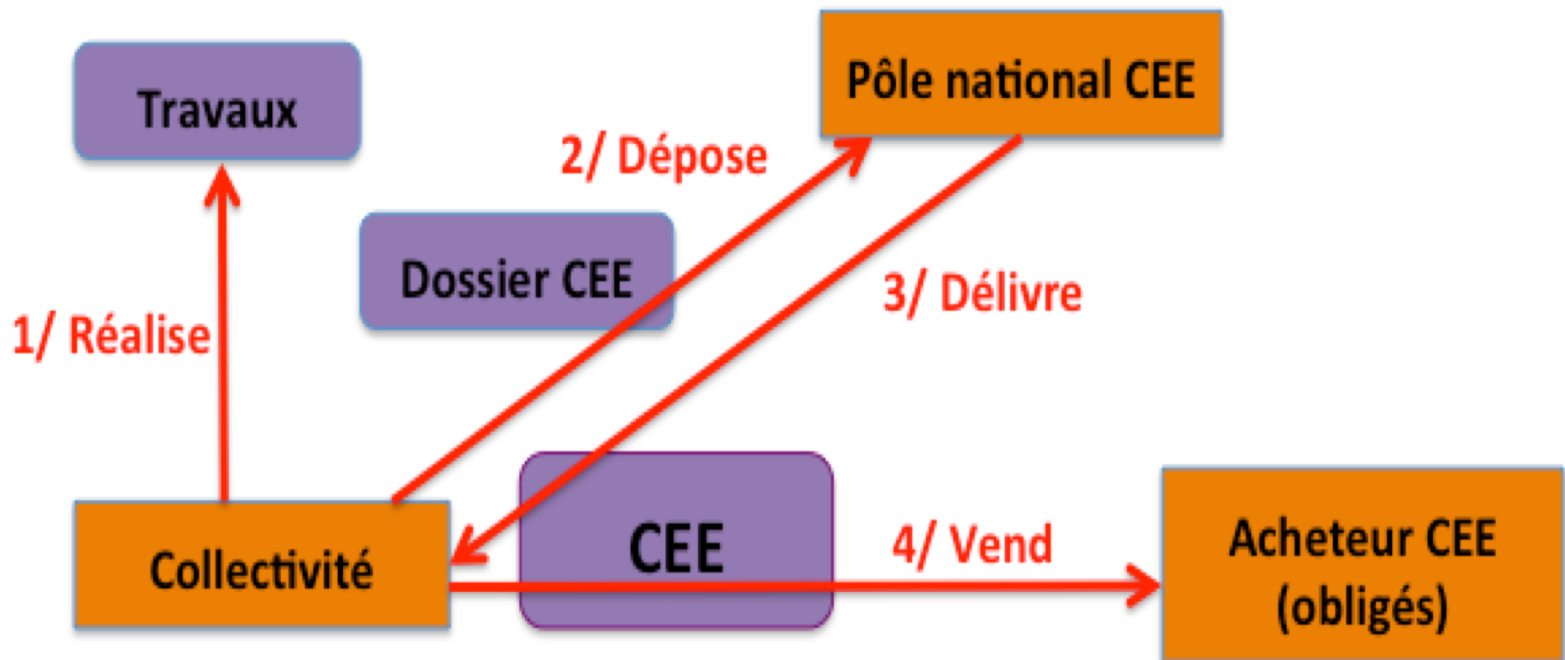 Travaux
Pôle national CEE
2/ Dépose
Dossier CEE
3/ Délivre
1/ Réalise
Collectivité
CEE
4/ Vend
Acheteur CEE
(obligés)